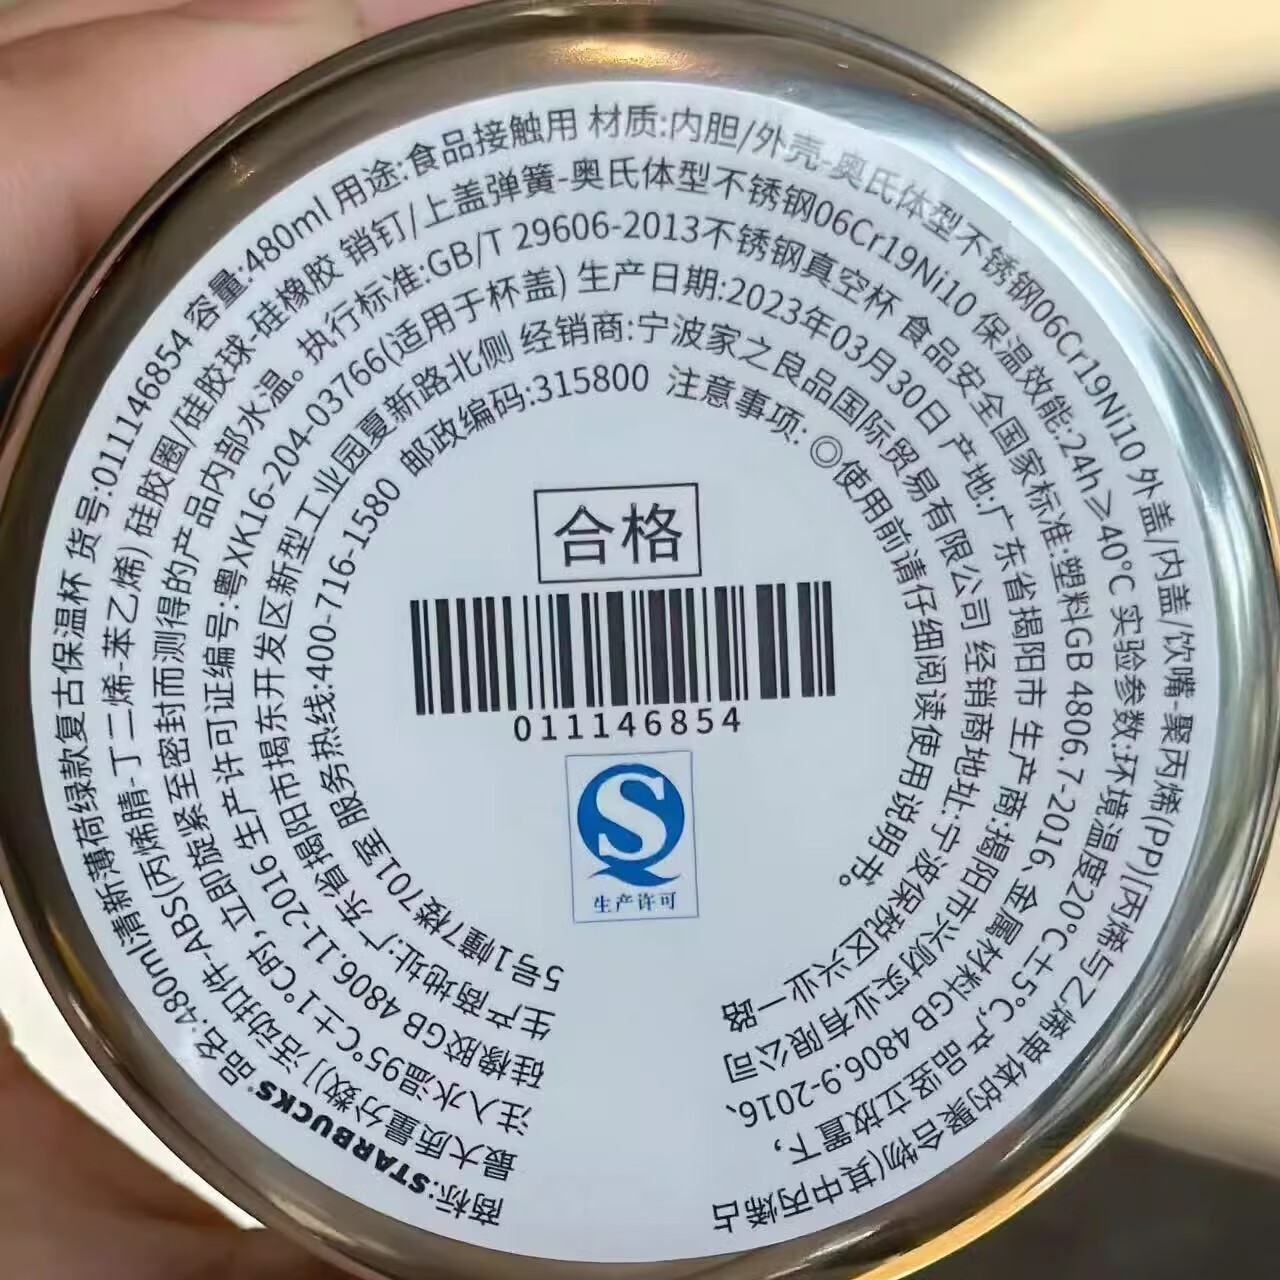 商标:STARBUCKS® 品名:480ml清新薄荷绿款复古保温杯 货号:011146854 容量:480ml 用途:食品接触用 材质:内胆/外壳-奥氏体型不锈钢06Cr19Ni10 外盖/内盖/饮嘴-聚丙烯(PP)[丙烯与乙烯单体的聚合物(其中丙烯占
最大质量分数)] 活动扣件-ABS(丙烯腈-丁二烯-苯乙烯) 硅胶圈/硅胶球-硅橡胶 销钉/上盖弹簧-奥氏体型不锈钢06Cr19Ni10 保温效能:24h≥40°C 实验参数:环境温度20°C±5°C,产品竖立放置下,
注入水温95°C±1°C时,立即旋紧至密封而测得的产品内部水温。执行标准:GB/T 29606-2013不锈钢真空杯 食品安全国家标准:塑料GB 4806.7-2016、金属材料GB 4806.9-2016、
硅橡胶GB 4806.11-2016 生产许可证编号:粤XK16-204-03766(适用于杯盖) 生产日期:2023年03月30日 产地:广东省揭阳市 生产商:揭阳市兴财实业有限公司
生产商地址:广东省揭阳市揭东开发区新型工业园夏新路北侧 经销商:宁波家之良品国际贸易有限公司 经销商地址:宁波保税区兴业一路
5号1幢7楼701室 服务热线:400-716-1580 邮政编码:315800 注意事项:◎使用前请仔细阅读使用说明书。
合格
011146854
生产许可